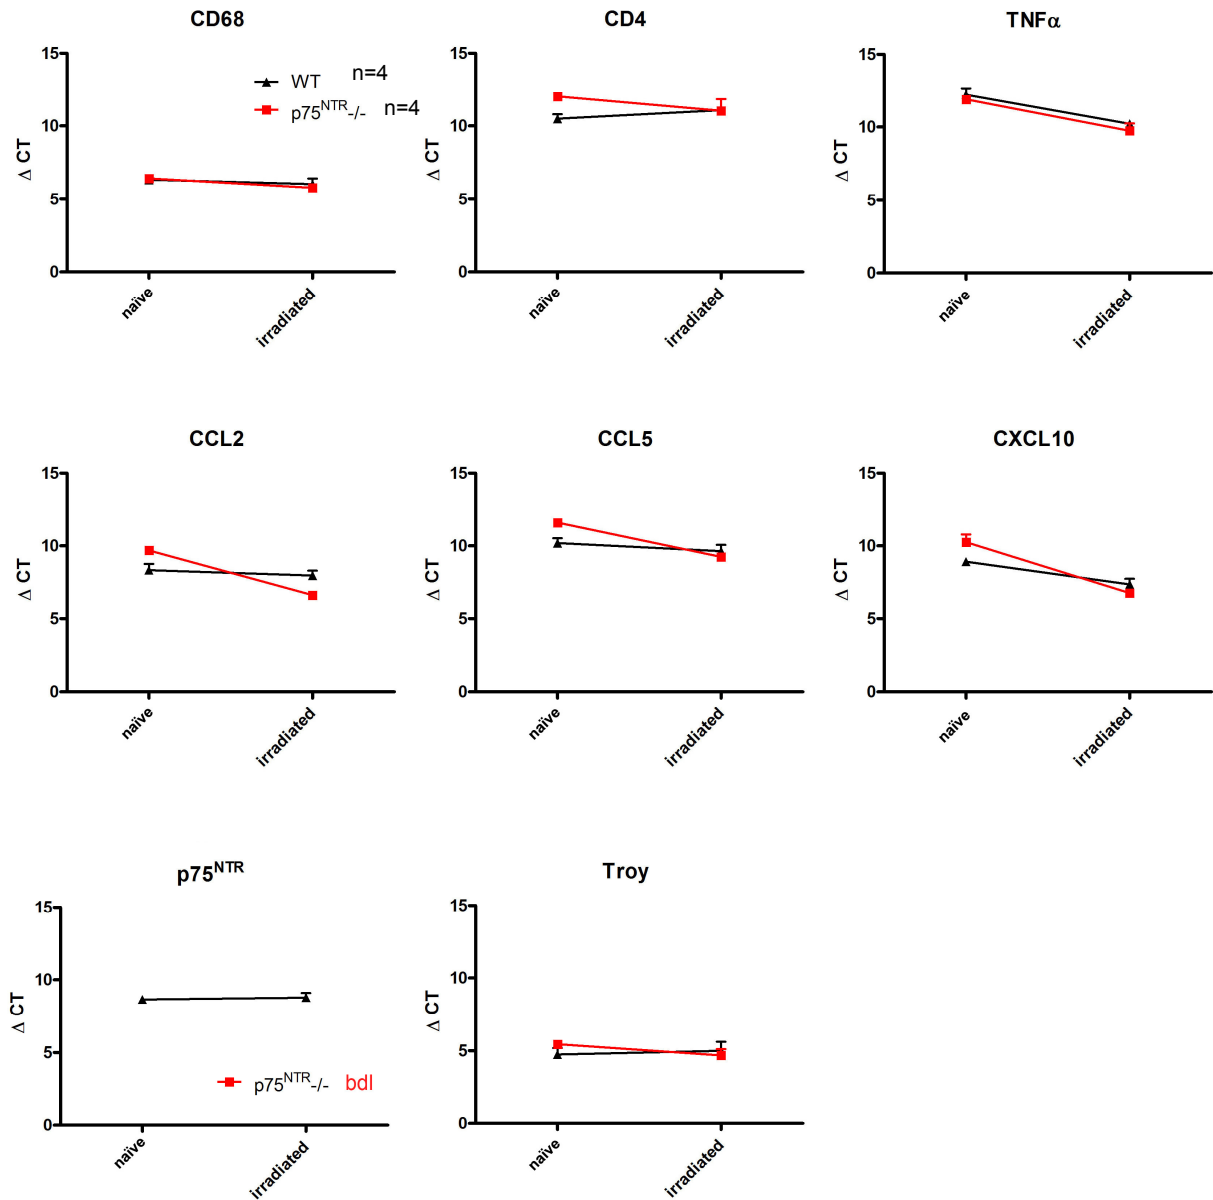 CD68
15
10
5
0
Δ CT
WT n=4
p75NTR-/- n=4
naïve
irradiated
CD4
15
10
5
0
Δ CT
naïve
irradiated
TNFα
15
10
5
0
Δ CT
naïve
irradiated
CCL2
15
10
5
0
Δ CT
naïve
irradiated
CCL5
15
10
5
0
Δ CT
naïve
irradiated
CXCL10
15
10
5
0
Δ CT
naïve
irradiated
p75NTR
15
10
5
0
Δ CT
p75NTR-/- bdl
naïve
irradiated
Troy
15
10
5
0
Δ CT
naïve
irradiated